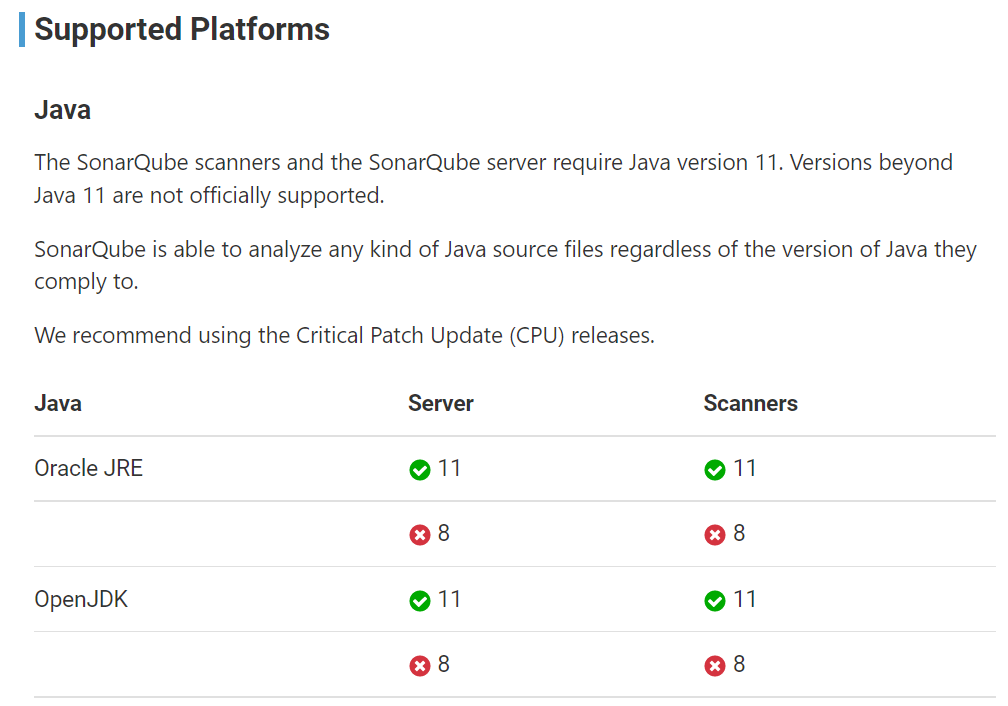 Supported Platforms
Java
The SonarQube scanners and the SonarQube server require Java version 11. Versions beyond
Java 11 are not officially supported.
SonarQube is able to analyze any kind of Java source files regardless of the version of Java they
comply to.
We recommend using the Critical Patch Update (CPU) releases.
Java Server Scanners
Oracle JRE 11 11
8 8
OpenJDK 11 11
8 8